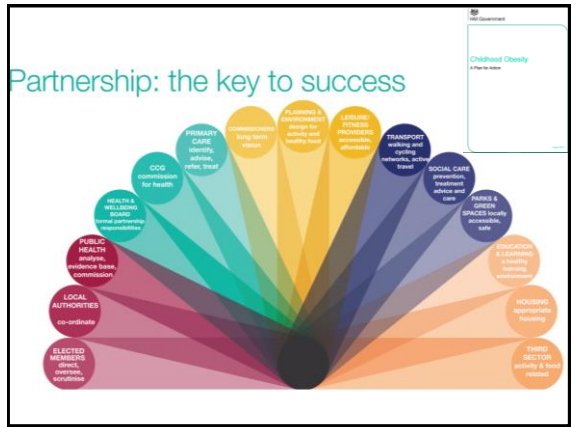 HM Government
Childhood Obesity
A Plan for Action
Partnership: the key to success
ELECTED
MEMBERS
direct,
oversee,
scrutinise
LOCAL
AUTHORITIES
co-ordinate
PUBLIC
HEALTH
analyse,
evidence base,
commission
HEALTH &
WELLBEING
BOARD
formal partnership
responsibilities
CCG
commission
for health
PRIMARY
CARE
identify,
advise,
refer, treat
COMMISSIONERS
long term
vision
PLANNING &
ENVIRONMENT
design for
activity and
healthy food
LEISURE/
FITNESS
PROVIDERS
accessible,
affordable
TRANSPORT
walking and
cycling
networks, active
travel
SOCIAL CARE
prevention,
treatment
advice and
care
PARKS &
GREEN
SPACES locally
accessible,
safe
EDUCATION
& LEARNING
a healthy
learning
environment
HOUSING
appropriate
housing
THIRD
SECTOR
activity & food
related